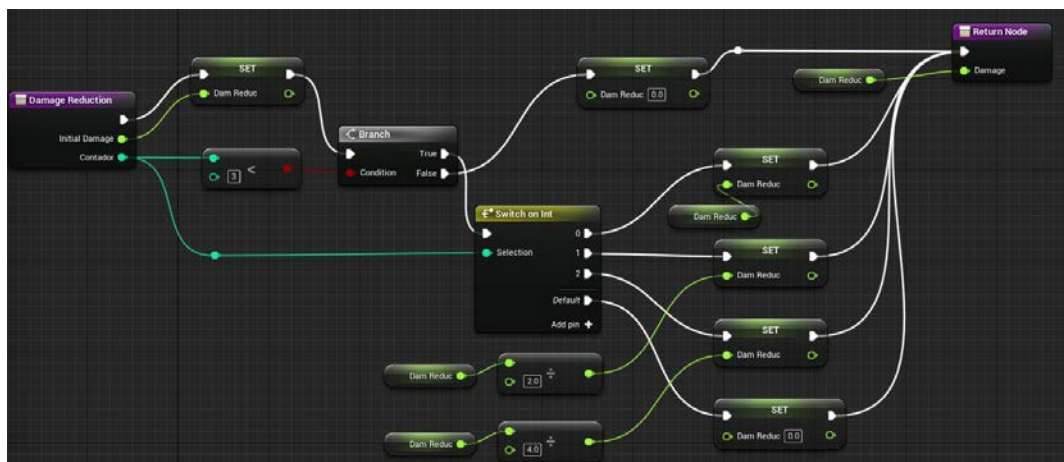 Damage Reduction
Initial Damage
Contador
SET
Dam Reduc
3 <
Branch
True
Condition
False
Switch on Int
0
Selection
1
2
Default
Add pin +
SET
Dam Reduc 0.0
Dam Reduc
Return Node
Damage
SET
Dam Reduc
Dam Reduc
SET
Dam Reduc
SET
Dam Reduc
SET
Dam Reduc 0.0
Dam Reduc
÷
2.0
Dam Reduc
÷
4.0